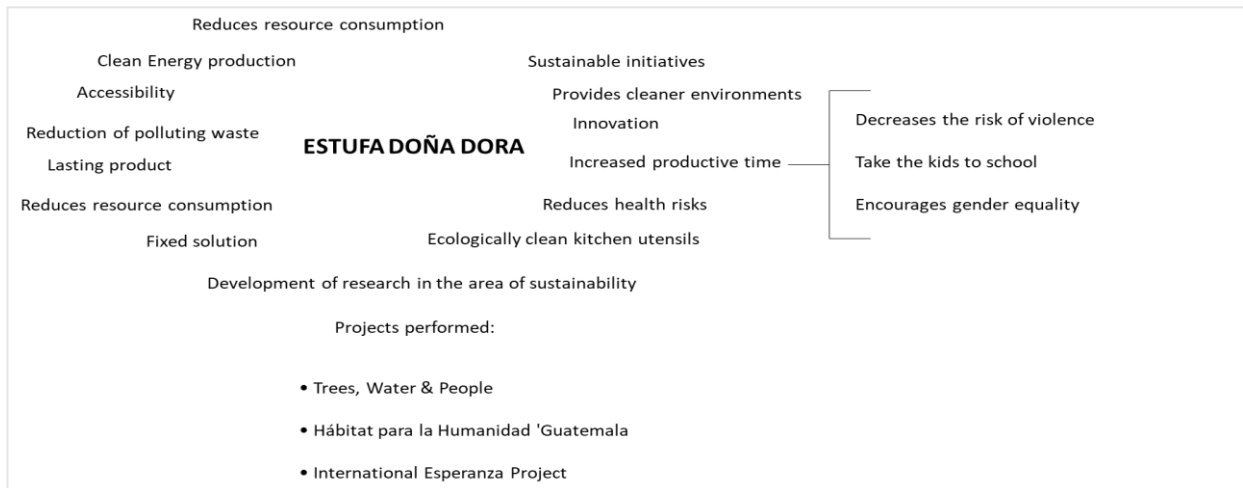 Reduces resource consumption
Clean Energy production
Sustainable initiatives
Accessibility
Provides cleaner environments
Innovation
Decreases the risk of violence
Reduction of polluting waste
ESTUFA DOÑA DORA
Lasting product
Increased productive time
Take the kids to school
Reduces resource consumption
Reduces health risks
Encourages gender equality
Fixed solution
Ecologically clean kitchen utensils
Development of research in the area of sustainability
Projects performed:
• Trees, Water & People
• Hábitat para la Humanidad 'Guatemala
• International Esperanza Project